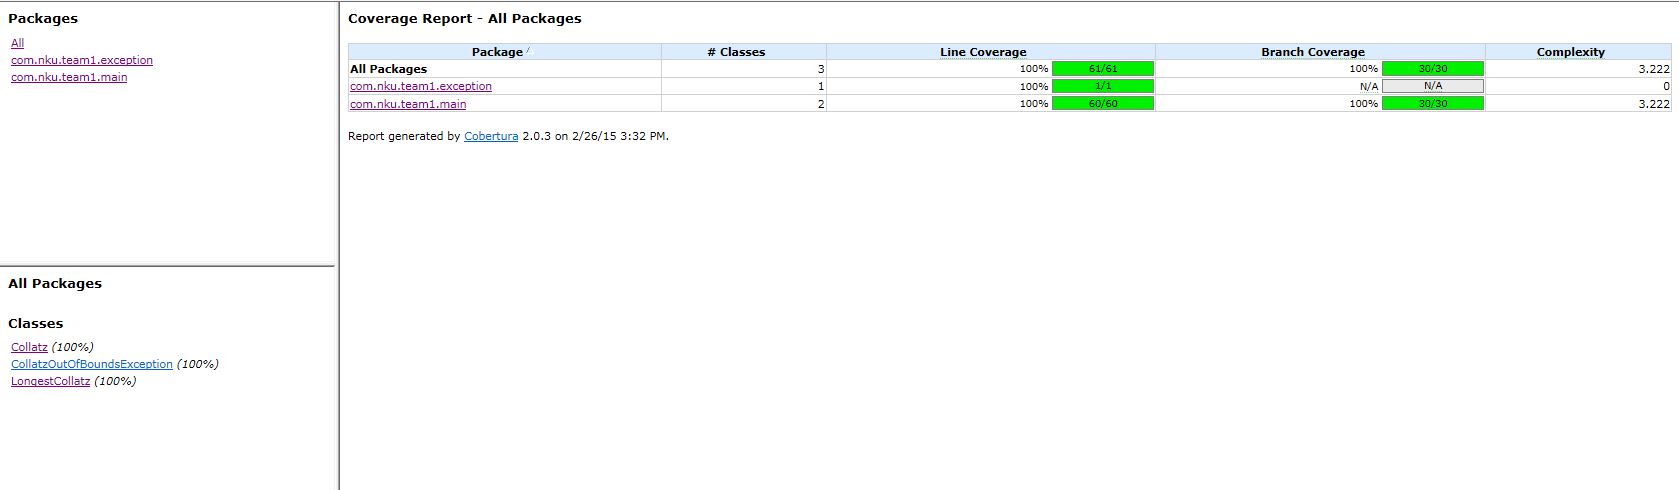 Packages
All
com.nku.team1.exception
com.nku.team1.main
All Packages
Classes
Collatz (100%)
CollatzOutOfBoundsException (100%)
LongestCollatz (100%)
Coverage Report - All Packages
Package # Classes Line Coverage Branch Coverage Complexity
All Packages 3 100% 61/61 100% 30/30 3.222
com.nku.team1.exception 1 100% 1/1 N/A N/A 0
com.nku.team1.main 2 100% 60/60 100% 30/30 3.222
Report generated by Cobertura 2.0.3 on 2/26/15 3:32 PM.